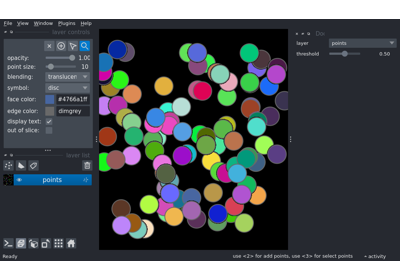 File View Window Plugins Help
layer controls
opacity: 1.00
point size: 10
blending: translucen
symbol: disc
face color: #4766a1ff
edge color: dimgrey
display text:
out of slice:
layer list
points
layer points
threshold 0.50
Ready use <2> for add points, use <3> for select points activity